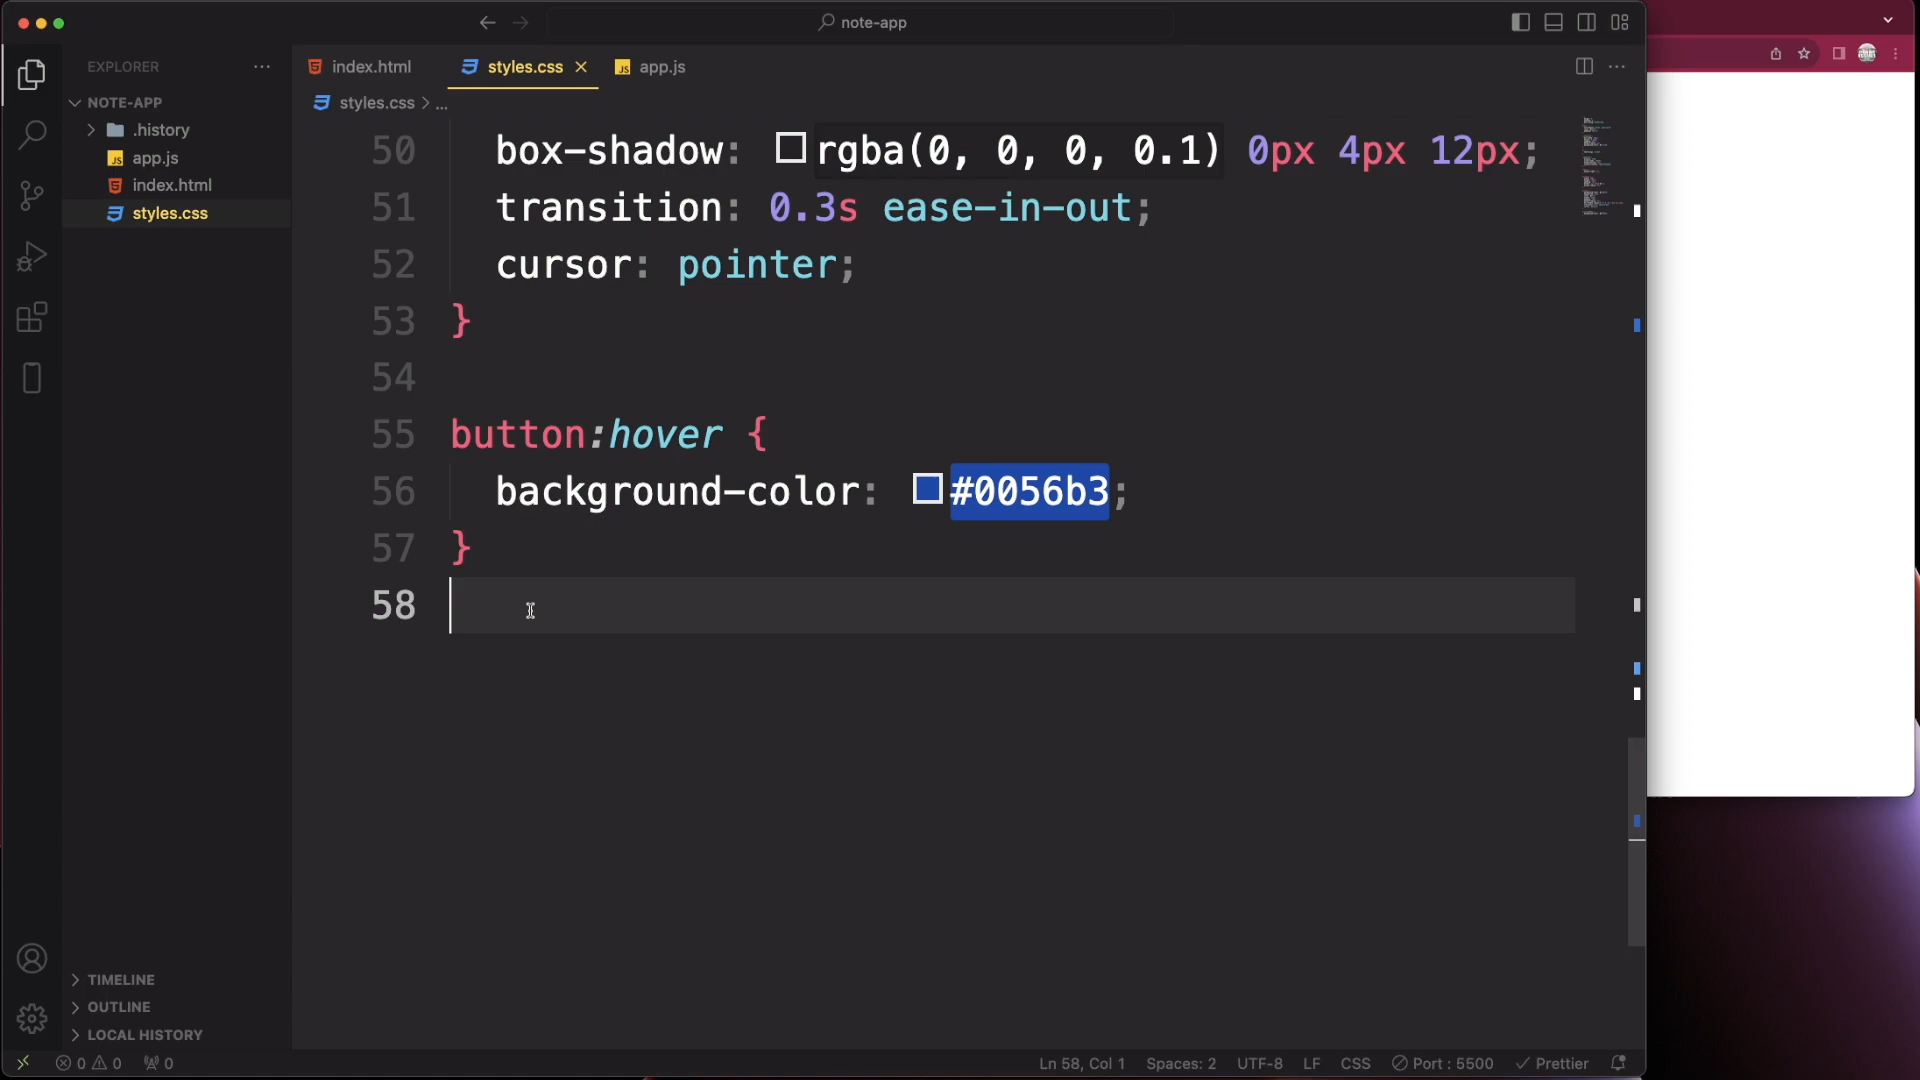 note-app
EXPLORER
index.html
styles.css
app.js
NOTE-APP
styles.css > ...
.history
app.js
index.html
styles.css
50 box-shadow: rgba(0, 0, 0, 0.1) 0px 4px 12px;
51 transition: 0.3s ease-in-out;
52 cursor: pointer;
53 }
54
55 button:hover {
56 background-color: #0056b3;
57 }
58
TIMELINE
OUTLINE
LOCAL HISTORY
0 0 0
Ln 58, Col 1 Spaces: 2 UTF-8 LF CSS Port : 5500 Prettier